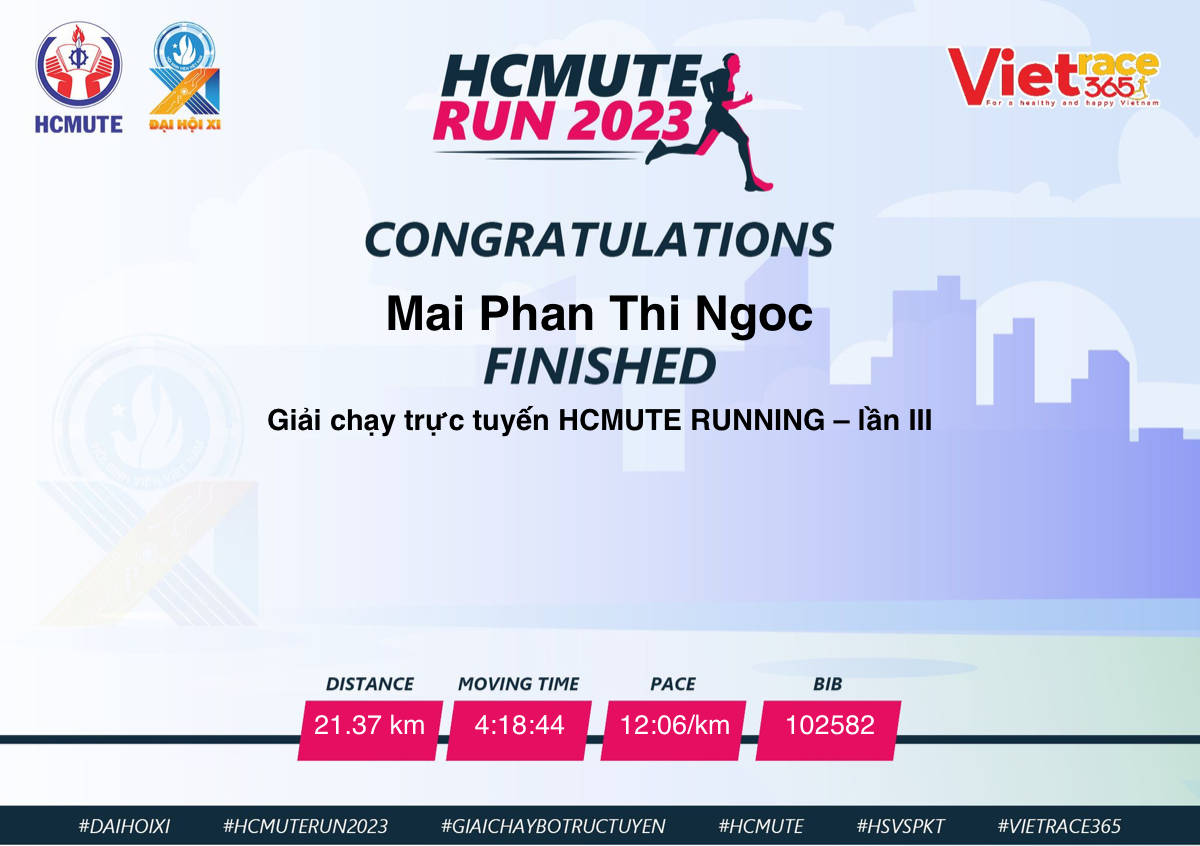 HCMUTE
ĐẠI HỘI XI
HCMUTE
RUN 2023
Vietrace
365
For a healthy and happy Vietnam
CONGRATULATIONS
Mai Phan Thi Ngoc
FINISHED
Giải chạy trực tuyến HCMUTE RUNNING – lần III
DISTANCE MOVING TIME PACE BIB
21.37 km 4:18:44 12:06/km 102582
#DAIHOIXI #HCMUTERUN2023 #GIAICHAYBOTRUCTUYEN #HCMUTE #HSVSPKT #VIETRACE365